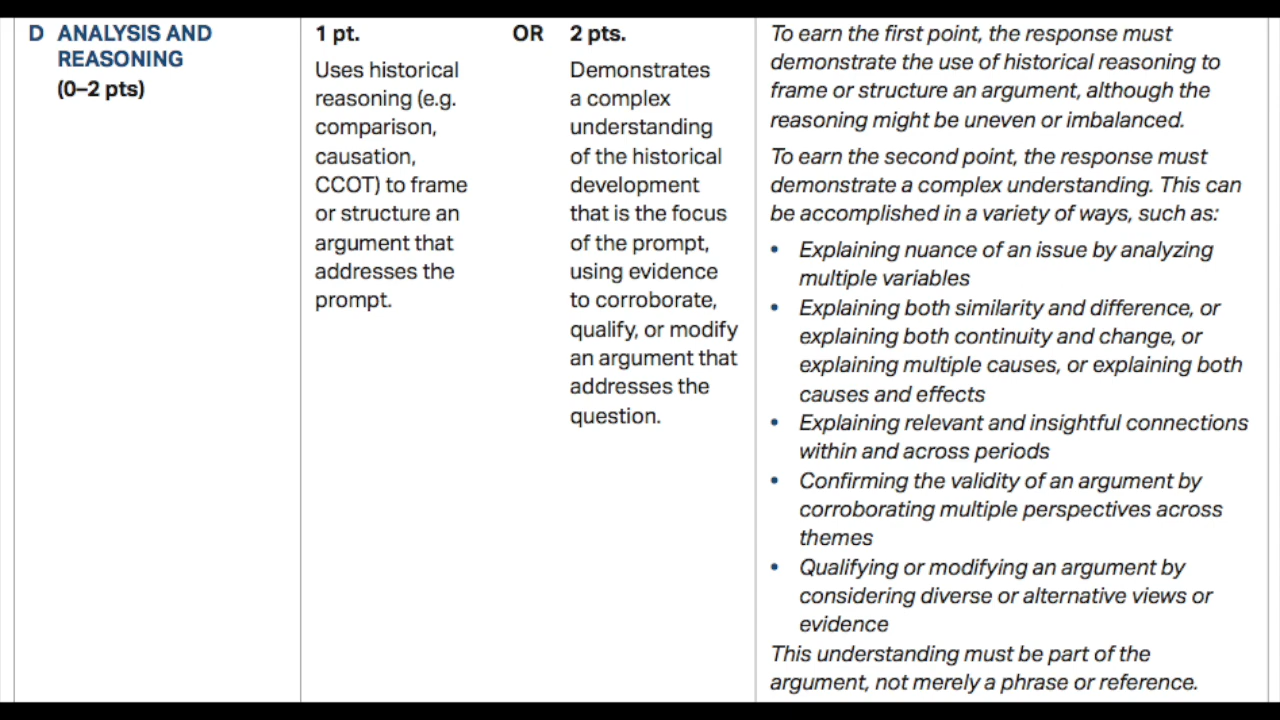 D ANALYSIS AND
REASONING
(0–2 pts)
1 pt.
Uses historical
reasoning (e.g.
comparison,
causation,
CCOT) to frame
or structure an
argument that
addresses the
prompt.
OR
2 pts.
Demonstrates
a complex
understanding
of the historical
development
that is the focus
of the prompt,
using evidence
to corroborate,
qualify, or modify
an argument that
addresses the
question.
To earn the first point, the response must
demonstrate the use of historical reasoning to
frame or structure an argument, although the
reasoning might be uneven or imbalanced.
To earn the second point, the response must
demonstrate a complex understanding. This can
be accomplished in a variety of ways, such as:
• Explaining nuance of an issue by analyzing
multiple variables
• Explaining both similarity and difference, or
explaining both continuity and change, or
explaining multiple causes, or explaining both
causes and effects
• Explaining relevant and insightful connections
within and across periods
• Confirming the validity of an argument by
corroborating multiple perspectives across
themes
• Qualifying or modifying an argument by
considering diverse or alternative views or
evidence
This understanding must be part of the
argument, not merely a phrase or reference.